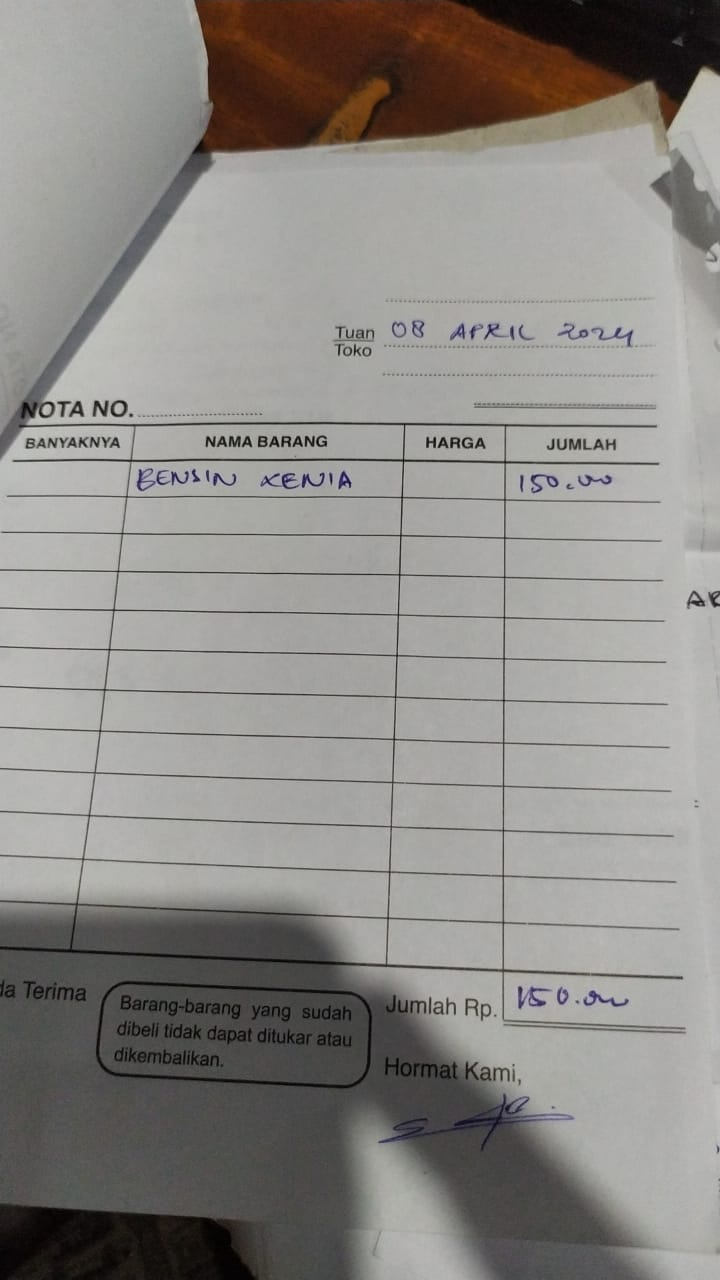 Tuan 08 APRIL 2024
Toko
NOTA NO.
BANYAKNYA NAMA BARANG HARGA JUMLAH
BENSIN XENIA 150.00
da Terima
Barang-barang yang sudah
dibeli tidak dapat ditukar atau
dikembalikan.
Jumlah Rp. 150.00
Hormat Kami,